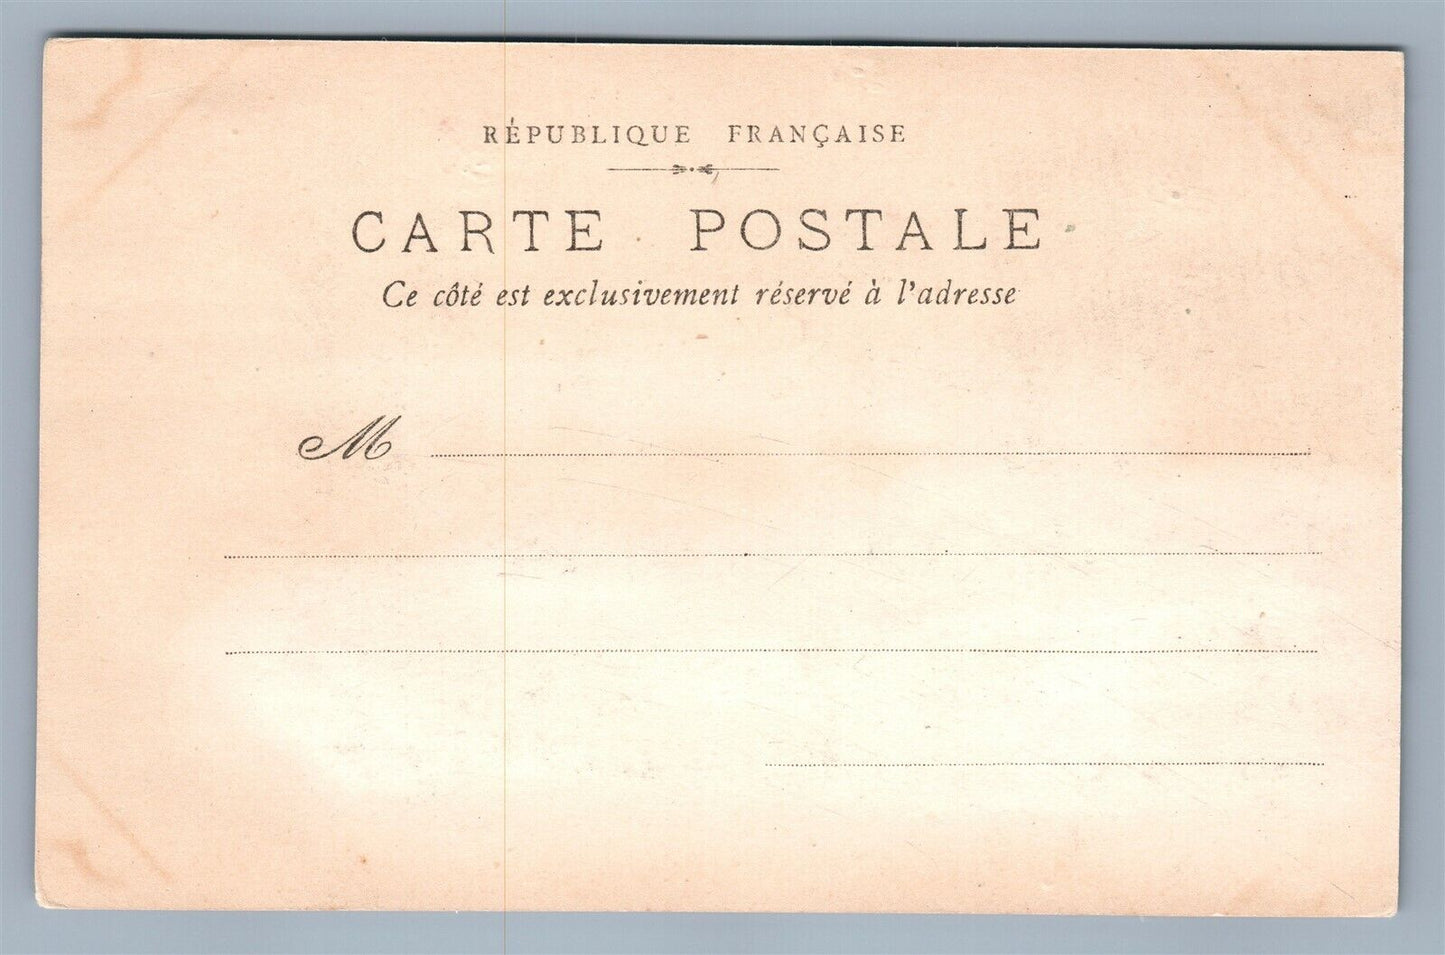 RÉPUBLIQUE FRANÇAISE
CARTE POSTALE
Ce côté est exclusivement réservé à l'adresse
M